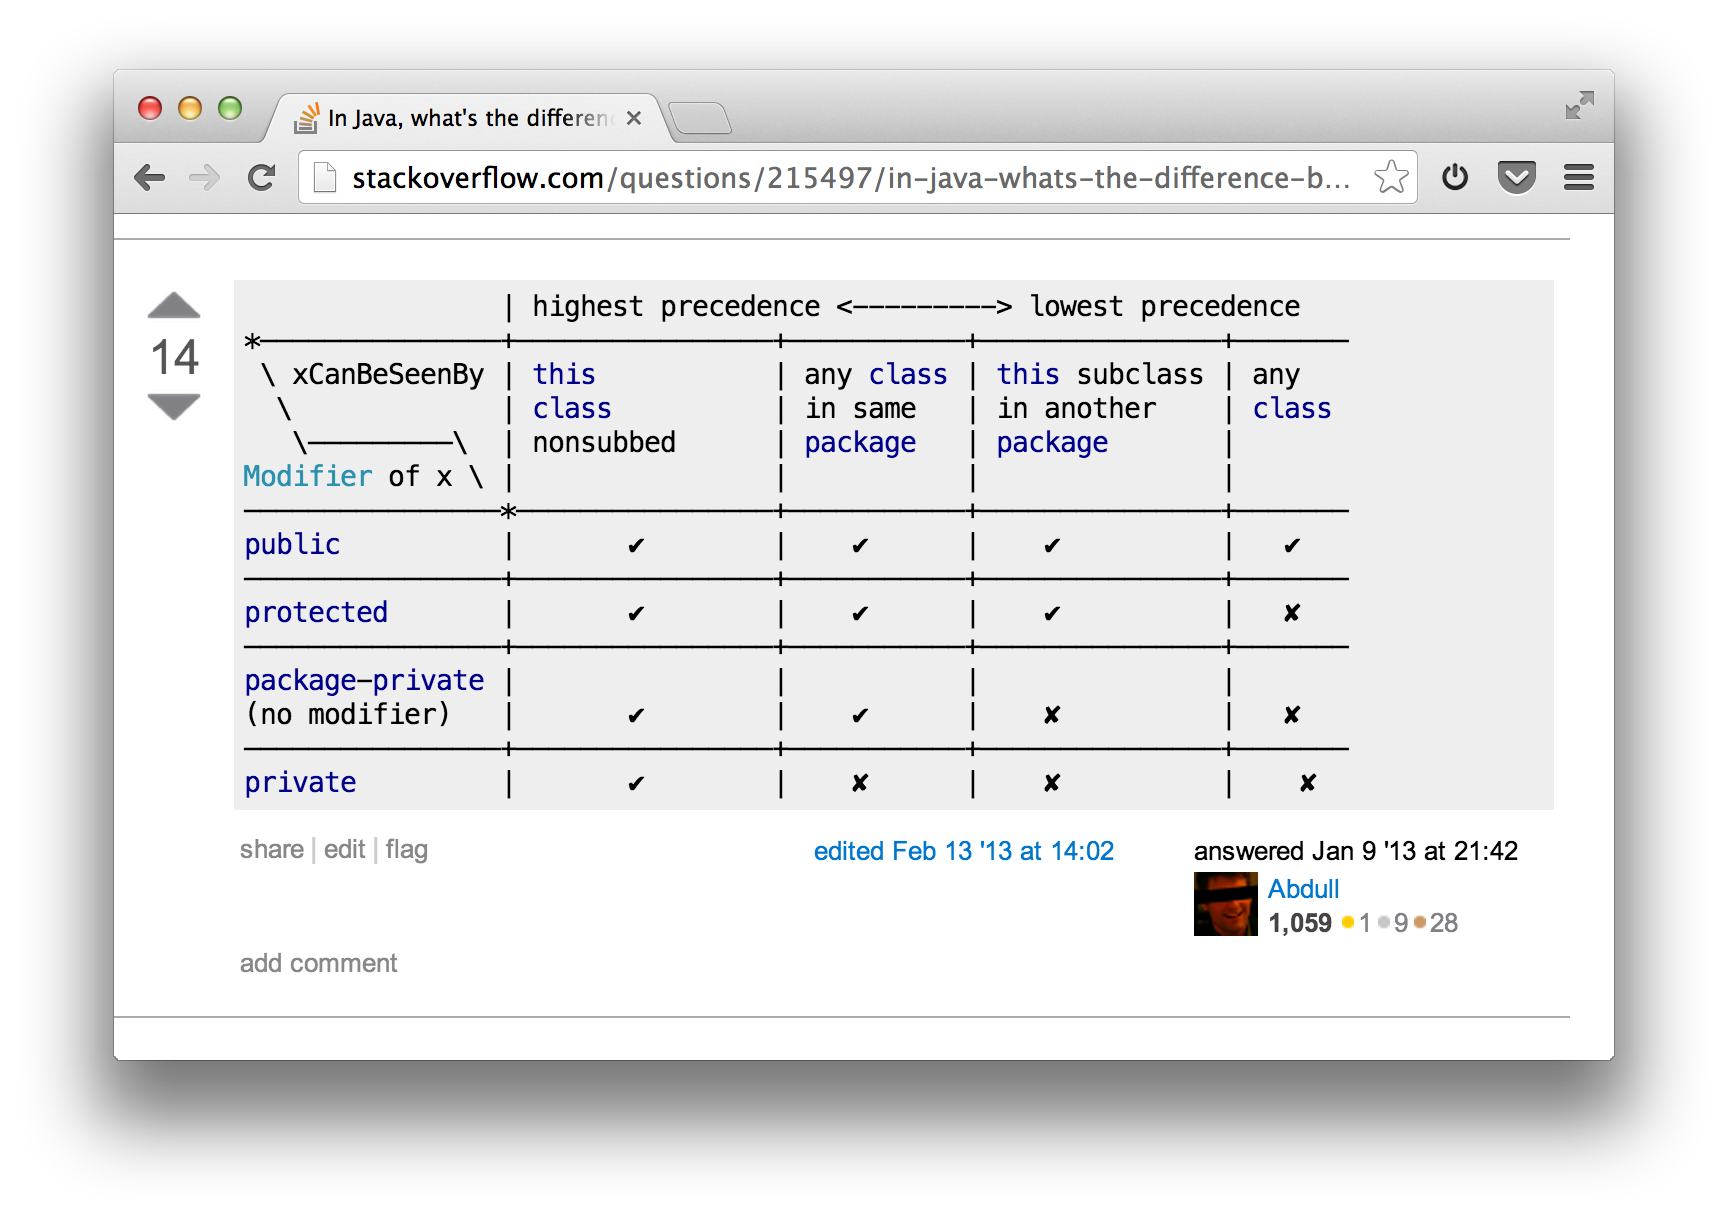 In Java, what's the differen
stackoverflow.com/questions/215497/in-java-whats-the-difference-b...
14
| highest precedence <---------> lowest precedence
*———————————————+————————————————+———————————+———————————————+———————
\ xCanBeSeenBy | this | any class | this subclass | any
\ | class | in same | in another | class
\—————————\ | nonsubbed | package | package |
Modifier of x \ | | | |
————————————————*————————————————+———————————+———————————————+———————
public | ✔ | ✔ | ✔ | ✔
————————————————+————————————————+———————————+———————————————+———————
protected | ✔ | ✔ | ✔ | ✘
————————————————+————————————————+———————————+———————————————+———————
package-private | | | |
(no modifier) | ✔ | ✔ | ✘ | ✘
————————————————+————————————————+———————————+———————————————+———————
private | ✔ | ✘ | ✘ | ✘
share | edit | flag
edited Feb 13 '13 at 14:02
answered Jan 9 '13 at 21:42
Abdull
1,059 ●1 ●9 ●28
add comment